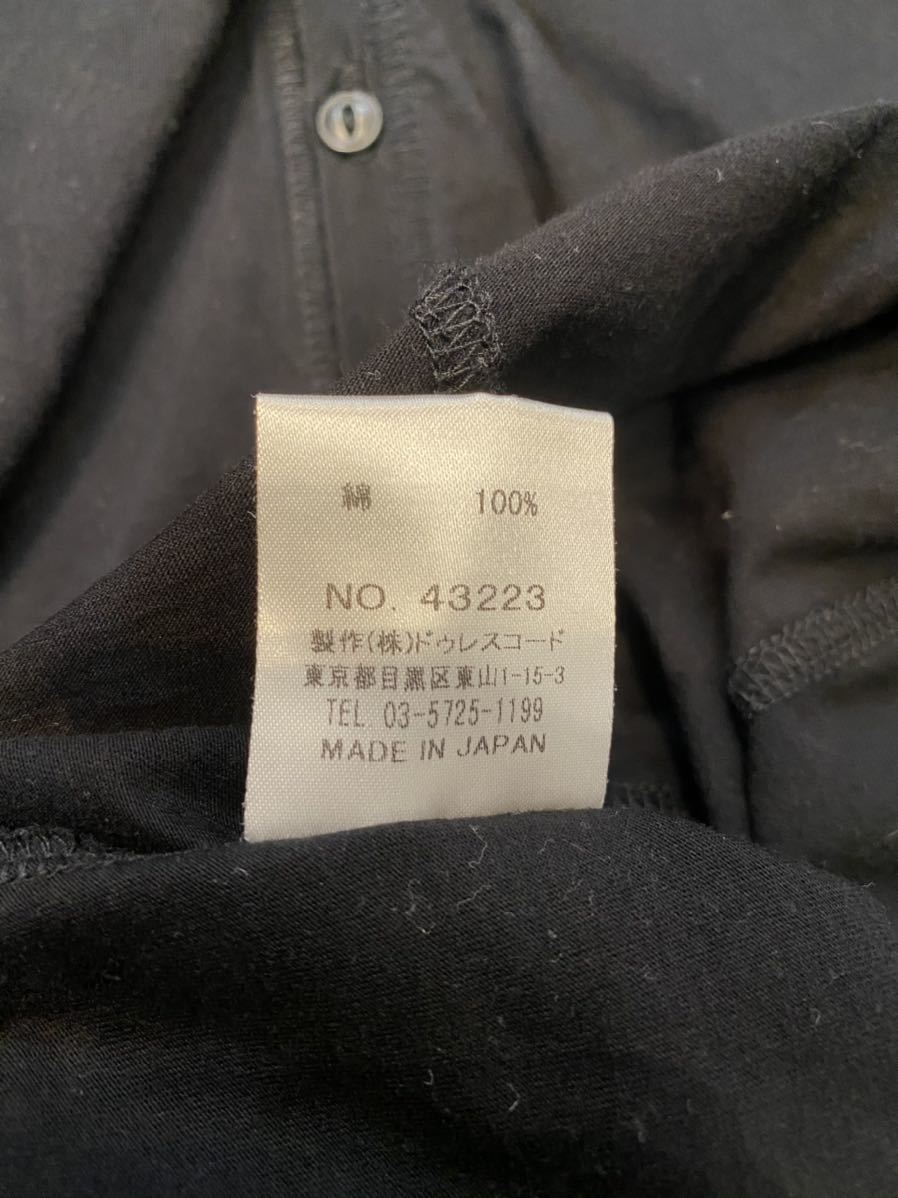 綿 100%
NO. 43223
製作(株)ドゥレスコード
東京都目黒区東山1-15-3
TEL. 03-5725-1199
MADE IN JAPAN